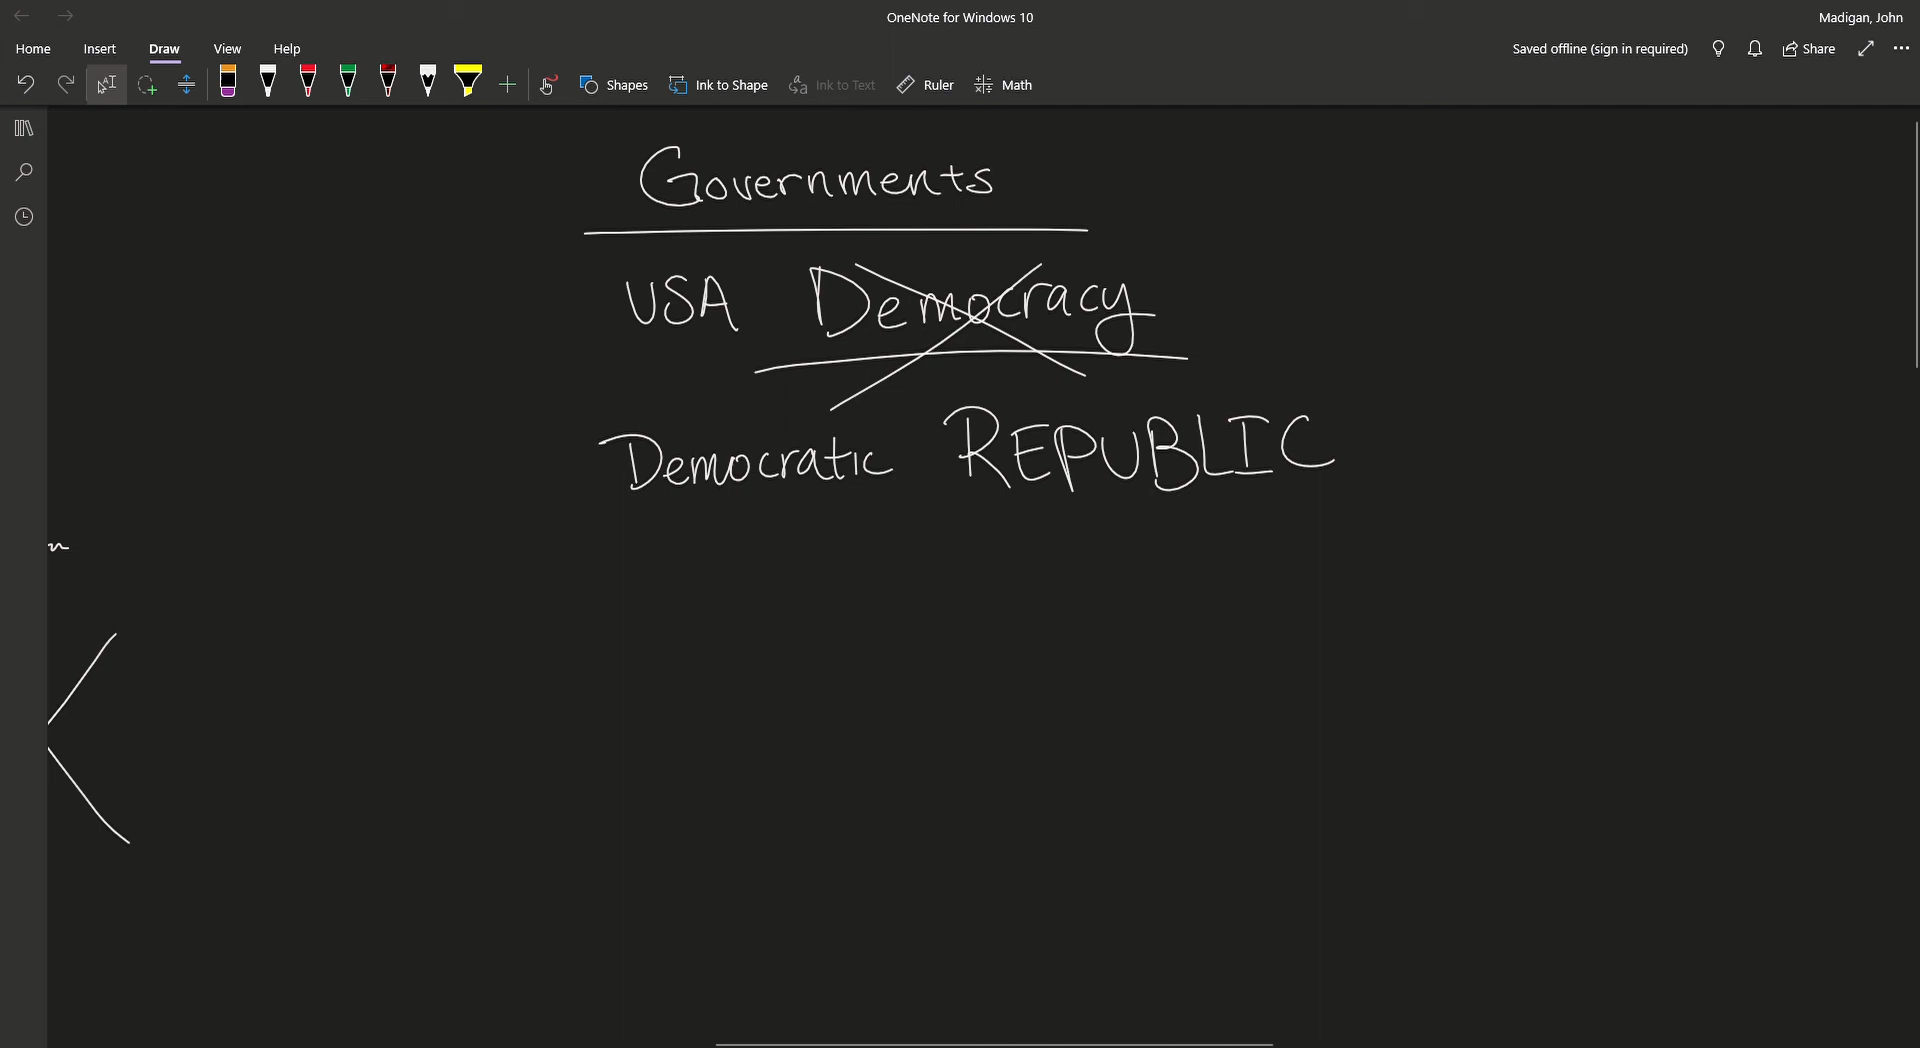 OneNote for Windows 10
Madigan, John
Home Insert Draw View Help
Saved offline (sign in required) Share
Shapes Ink to Shape Ink to Text Ruler Math
Governments
USA Democracy
Democratic REPUBLIC